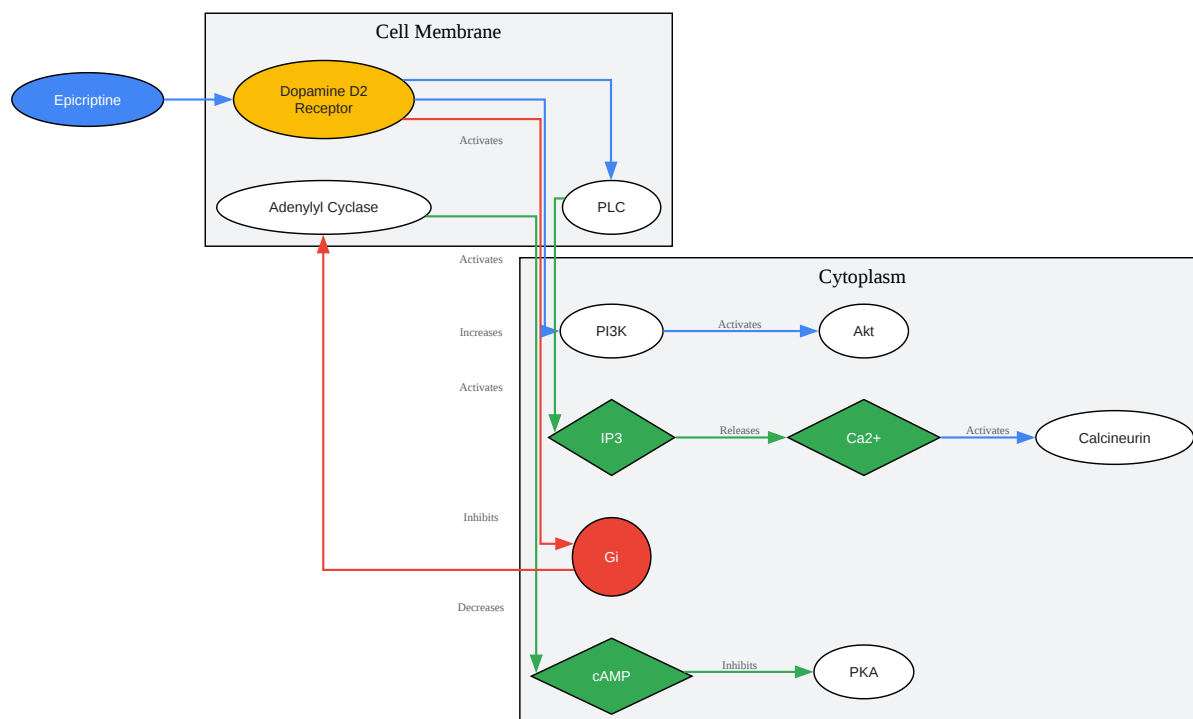 Cell Membrane
Epicriptine
Dopamine D2
Receptor
Activates
Adenylyl Cyclase
PLC
Activates
Cytoplasm
Increases
PI3K
Activates
Akt
Activates
IP3
Releases
Ca2+
Activates
Calcineurin
Inhibits
Gi
Decreases
cAMP
Inhibits
PKA